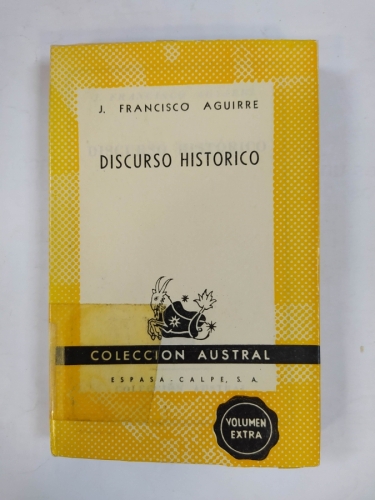 J. FRANCISCO AGUIRRE
DISCURSO HISTORICO
COLECCION AUSTRAL
ESPASA-CALPE, S. A.
VOLUMEN
EXTRA